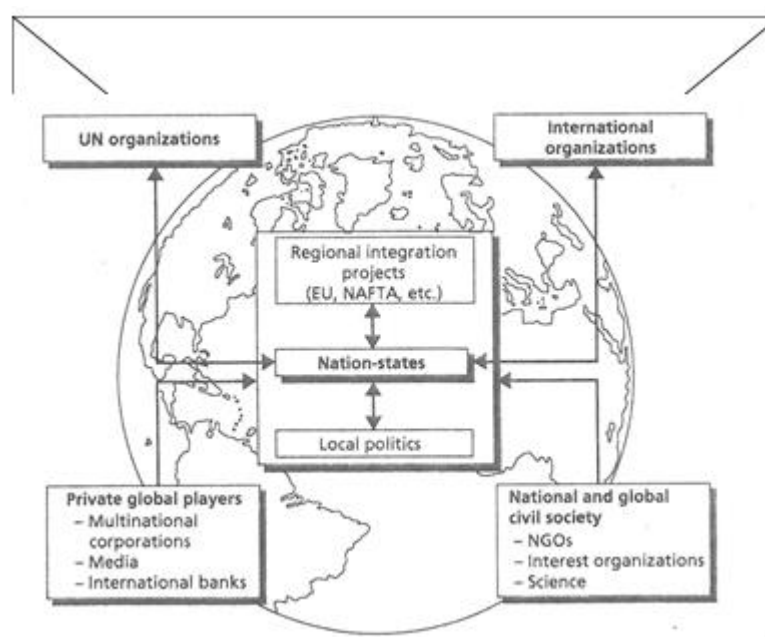 UN organizations
International
organizations
Regional integration
projects
(EU, NAFTA, etc.)
Nation-states
Local politics
Private global players
– Multinational
corporations
– Media
– International banks
National and global
civil society
– NGOs
– Interest organizations
– Science